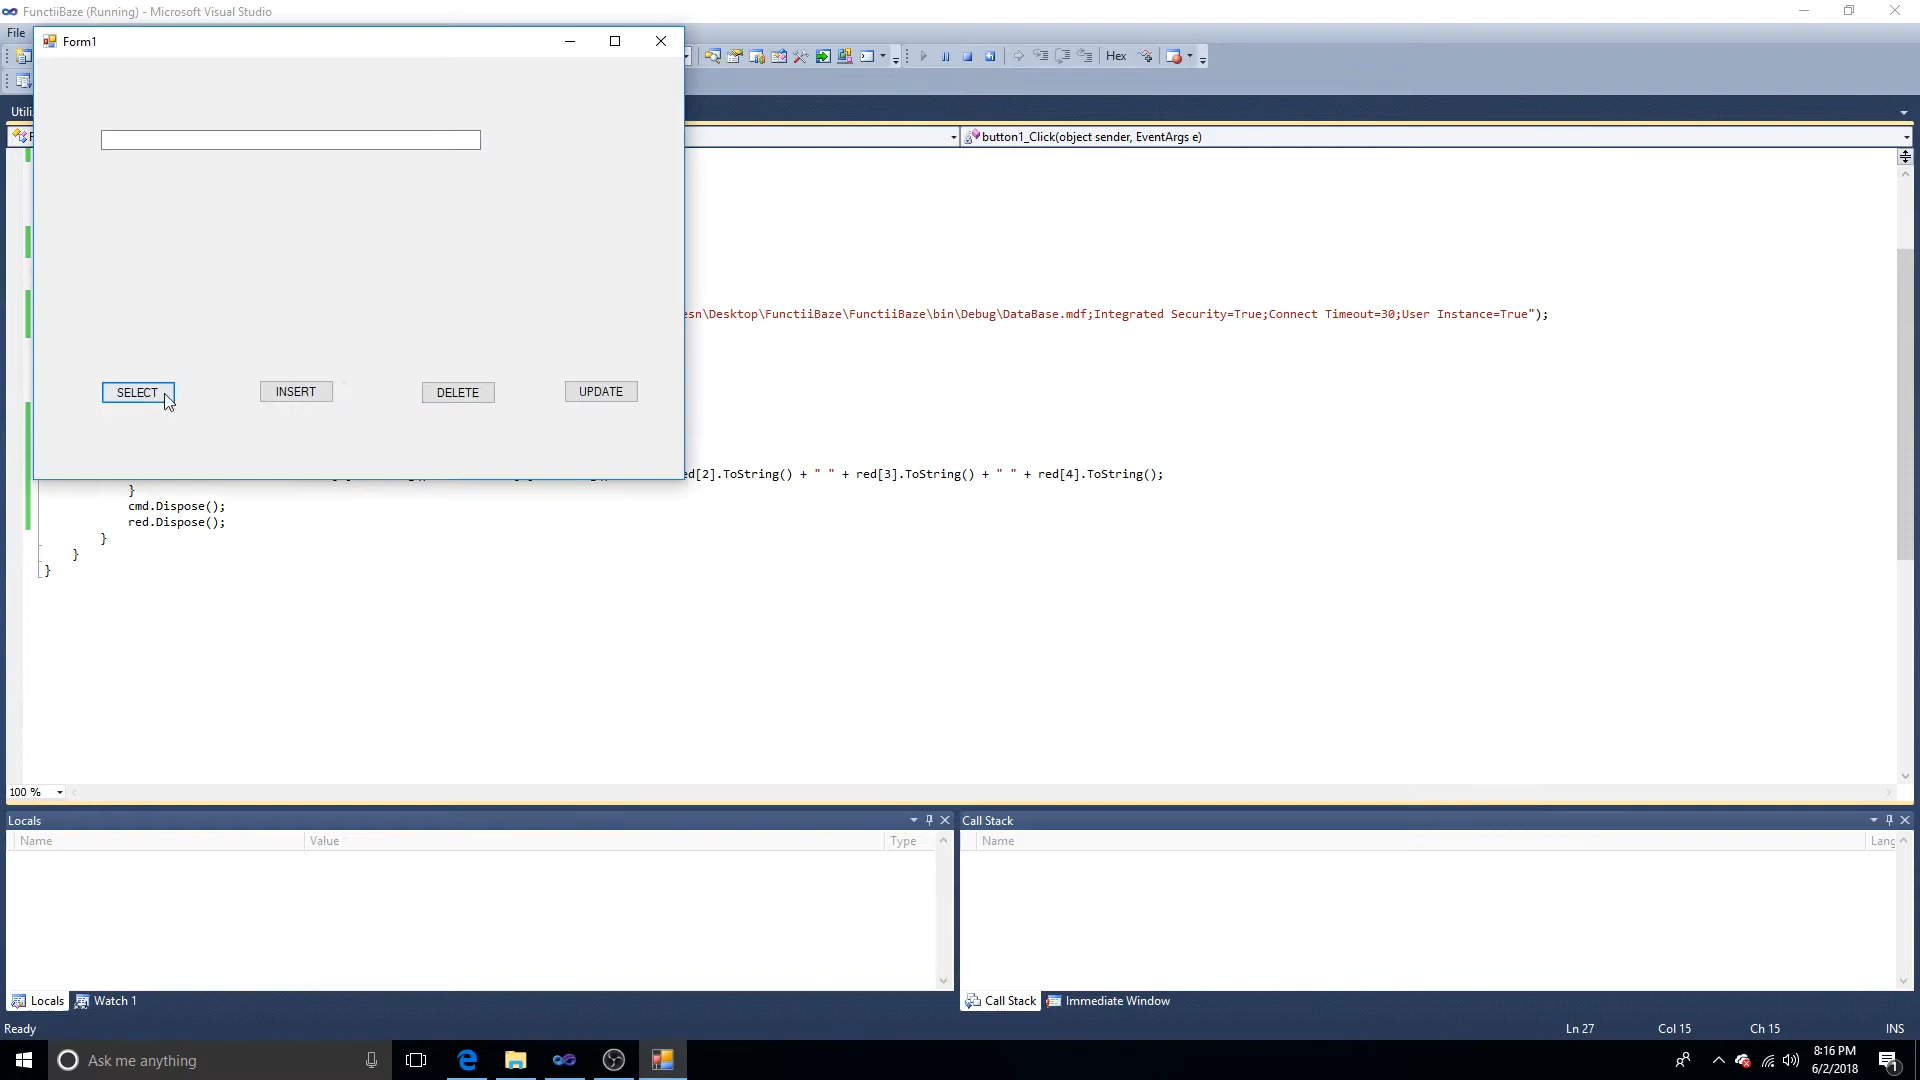 FunctiiBaze (Running) - Microsoft Visual Studio
File
Form1
Hex
Utili
button1_Click(object sender, EventArgs e)
esn\Desktop\FunctiiBaze\FunctiiBaze\bin\Debug\DataBase.mdf;Integrated Security=True;Connect Timeout=30;User Instance=True");
SELECT
INSERT
DELETE
UPDATE
ed[2].ToString() + " " + red[3].ToString() + " " + red[4].ToString();
}
cmd.Dispose();
red.Dispose();
}
}
}
100 %
Locals
Name Value Type
Call Stack
Name Lang
Locals Watch 1
Call Stack Immediate Window
Ready
Ln 27 Col 15 Ch 15 INS
Ask me anything
8:16 PM
6/2/2018
1